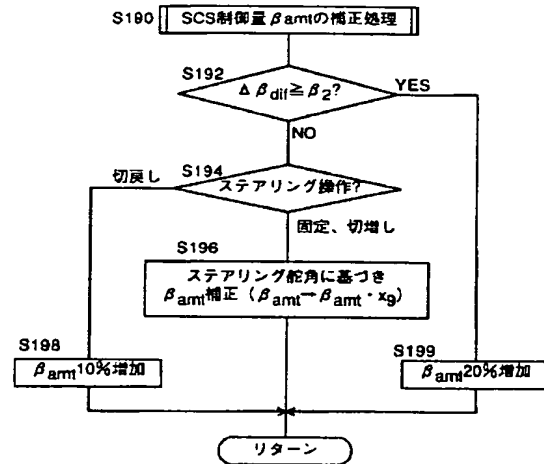 S190
SCS制御量βamtの補正処理
S192
Δβdif≧β2?
YES
NO
S194
ステアリング操作?
切戻し
固定、切増し
S196
ステアリング舵角に基づき
βamt補正(βamt→βamt・x9)
S198
βamt10%増加
S199
βamt20%増加
リターン